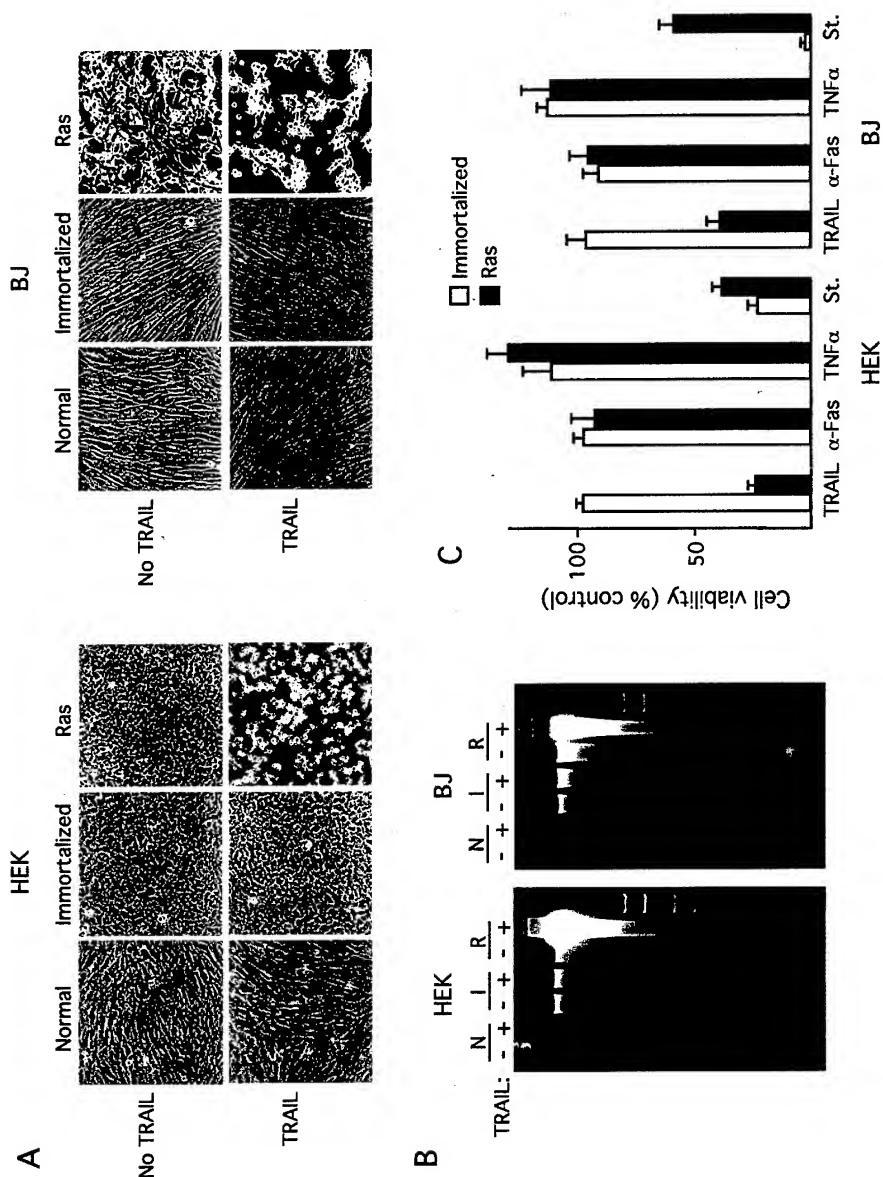 A
HEK
Normal
Immortalized
Ras
No TRAIL
TRAIL
BJ
Normal
Immortalized
Ras
No TRAIL
TRAIL
B
HEK
BJ
N I R
N I R
TRAIL: - + - + - +
- + - + - +
C
Cell viability (% control)
100
50
Immortalized
Ras
TRAIL α-Fas TNFα St.
TRAIL α-Fas TNFα St.
HEK
BJ